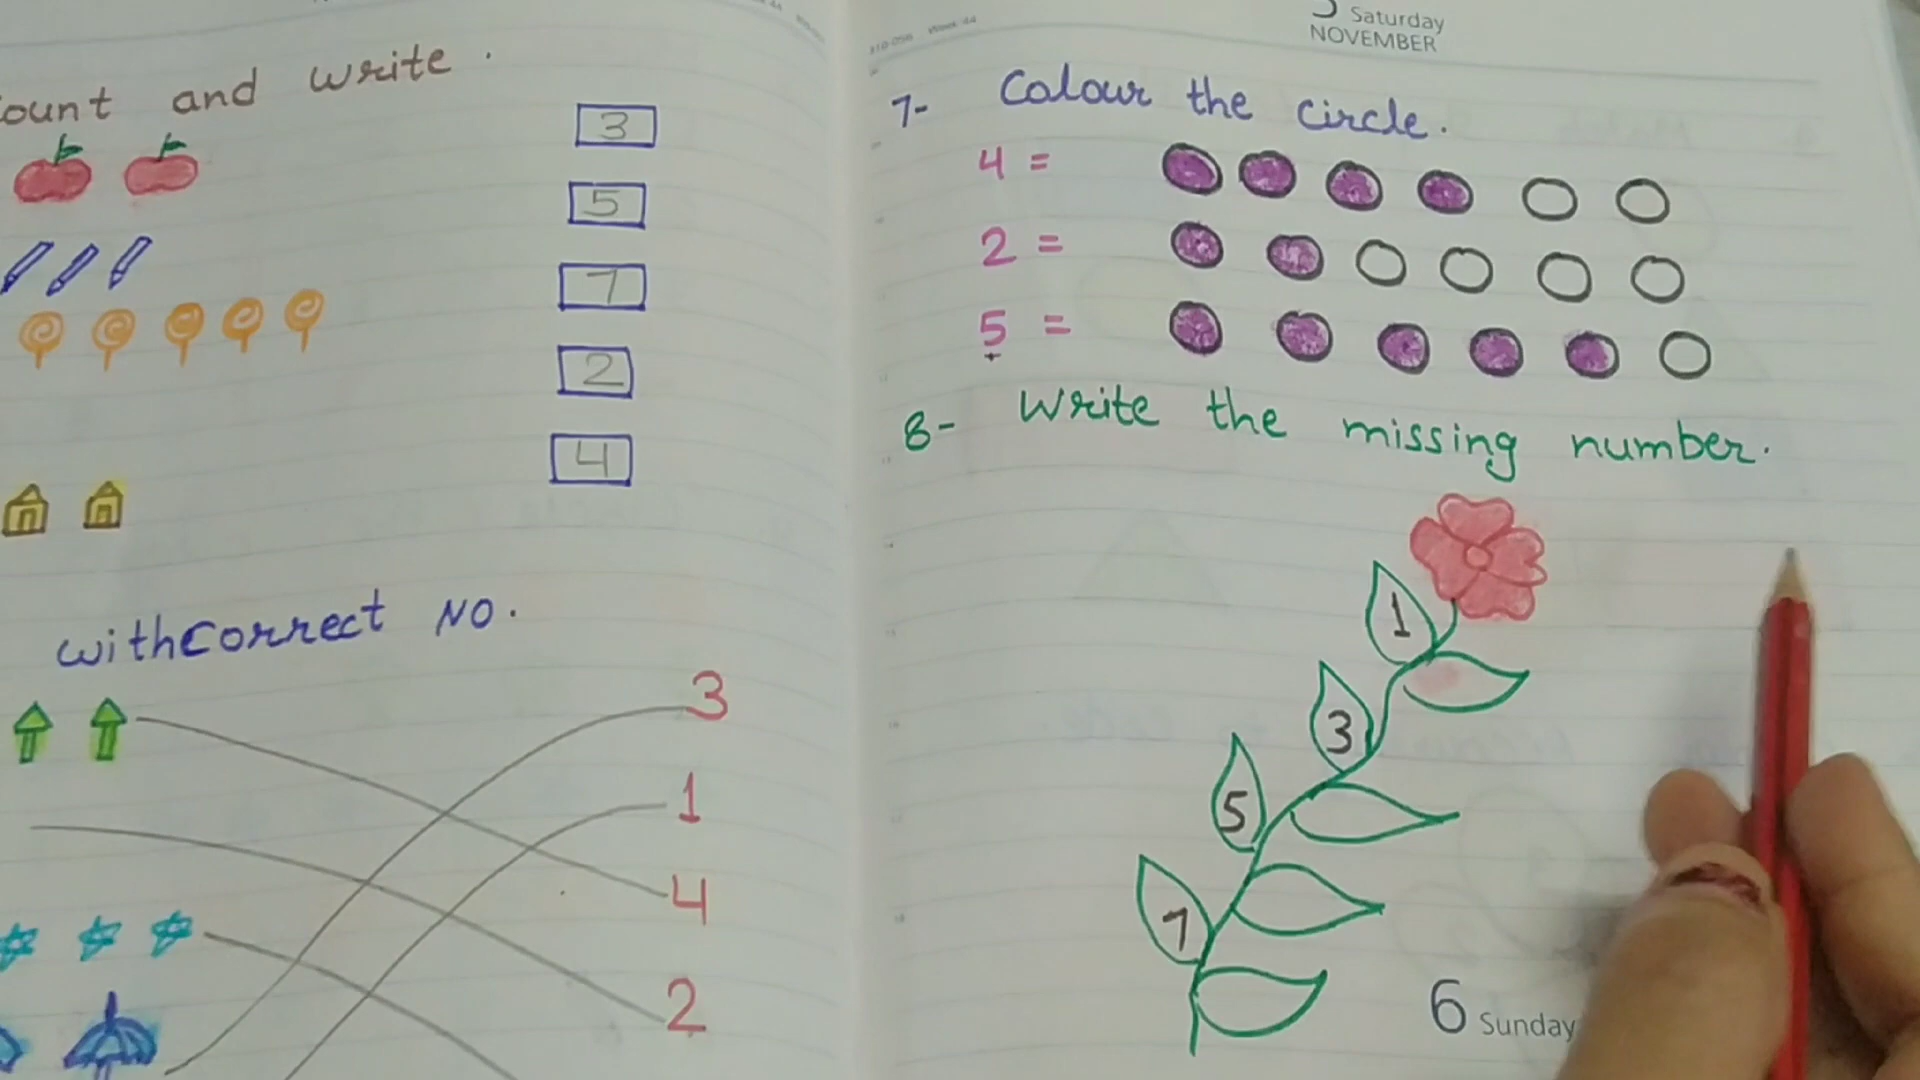 ount and write.
3
5
7
2
4
withCorrect NO.
3
1
4
2
Saturday
NOVEMBER
7- Colour the circle.
4 =
2 =
5 =
8- Write the missing number.
1
3
5
7
6 Sunday